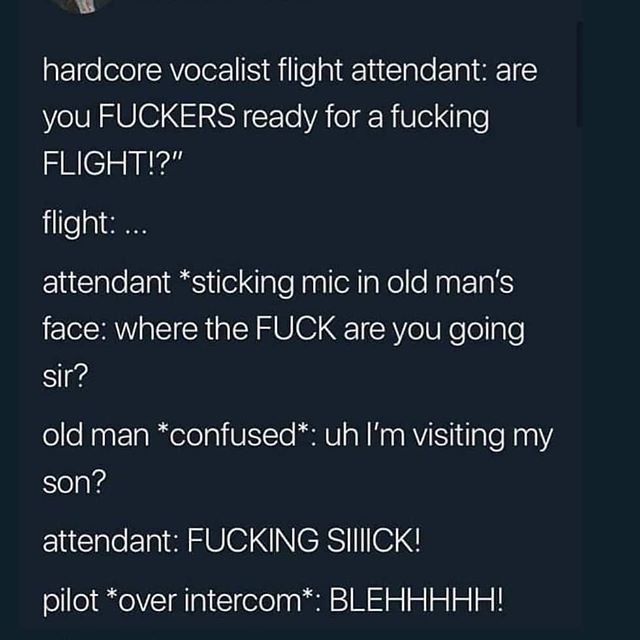 hardcore vocalist flight attendant: are
you FUCKERS ready for a fucking
FLIGHT!?"
flight: ...
attendant *sticking mic in old man's
face: where the FUCK are you going
sir?
old man *confused*: uh I'm visiting my
son?
attendant: FUCKING SIIIICK!
pilot *over intercom*: BLEHHHHH!